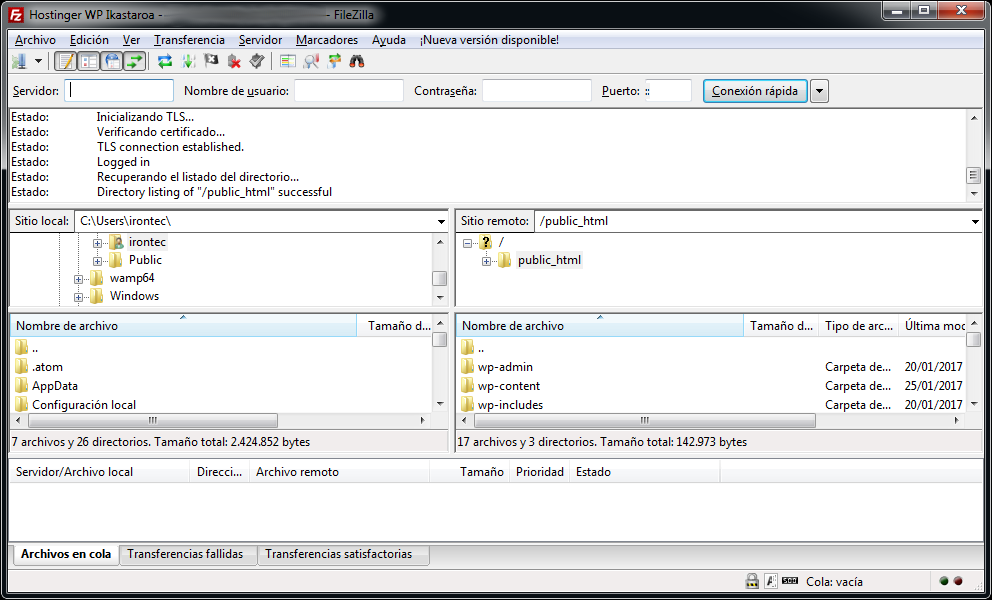 Hostinger WP Ikastaroa - - FileZilla
Archivo Edición Ver Transferencia Servidor Marcadores Ayuda ¡Nueva versión disponible!
Servidor: Nombre de usuario: Contraseña: Puerto: Conexión rápida
Estado: Inicializando TLS...
Estado: Verificando certificado...
Estado: TLS connection established.
Estado: Logged in
Estado: Recuperando el listado del directorio...
Estado: Directory listing of "/public_html" successful
Sitio local: C:\Users\irontec\
irontec
Public
wamp64
Windows
Sitio remoto: /public_html
/
public_html
Nombre de archivo Tamaño d...
..
.atom
AppData
Configuración local
7 archivos y 26 directorios. Tamaño total: 2.424.852 bytes
Nombre de archivo Tamaño d... Tipo de arc... Última moc
..
wp-admin Carpeta de... 20/01/2017
wp-content Carpeta de... 25/01/2017
wp-includes Carpeta de... 20/01/2017
17 archivos y 3 directorios. Tamaño total: 142.973 bytes
Servidor/Archivo local Direcci... Archivo remoto Tamaño Prioridad Estado
Archivos en cola Transferencias fallidas Transferencias satisfactorias
Cola: vacía